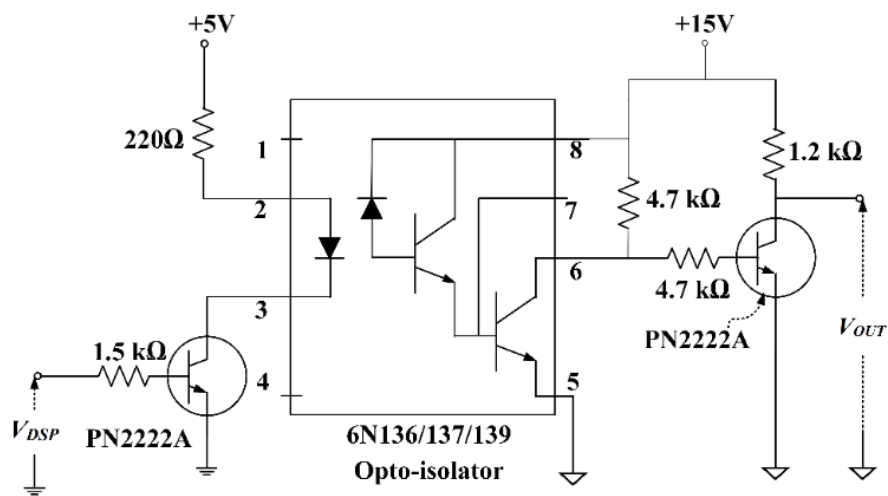 +5V
+15V
220Ω
1
8
1.2 kΩ
2
7
4.7 kΩ
6
4.7 kΩ
3
PN2222A
V_OUT
1.5 kΩ
4
5
V_DSP
PN2222A
6N136/137/139
Opto-isolator